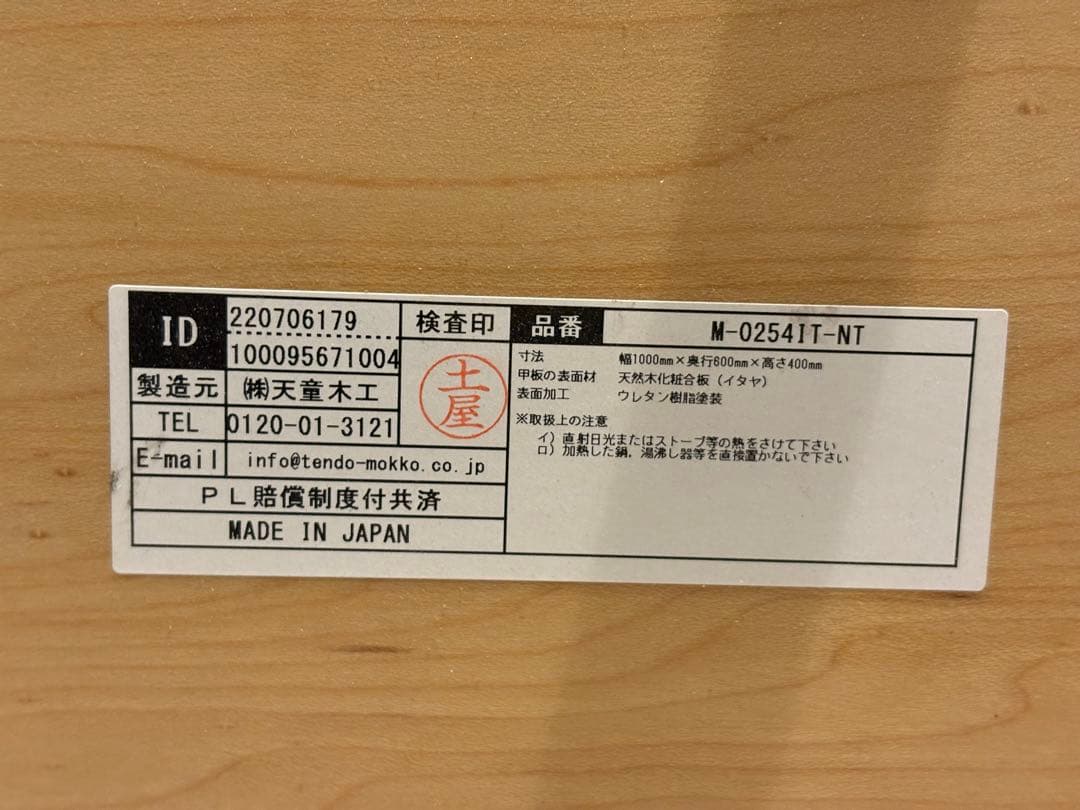 ID
220706179
100095671004
検査印
土屋
製造元
㈱天童木工
TEL
0120-01-3121
E-mail
info@tendo-mokko.co.jp
ＰＬ賠償制度付共済
MADE IN JAPAN
品番
M-0254IT-NT
寸法 幅1000mm×奥行600mm×高さ400mm
甲板の表面材 天然木化粧合板（イタヤ）
表面加工 ウレタン樹脂塗装
※取扱上の注意
イ）直射日光またはストーブ等の熱をさけて下さい
ロ）加熱した鍋，湯沸し器等を直接置かないで下さい